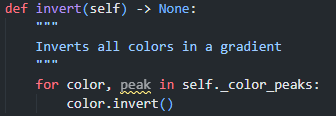 def invert(self) -> None:
    """
    Inverts all colors in a gradient
    """
    for color, peak in self._color_peaks:
        color.invert()